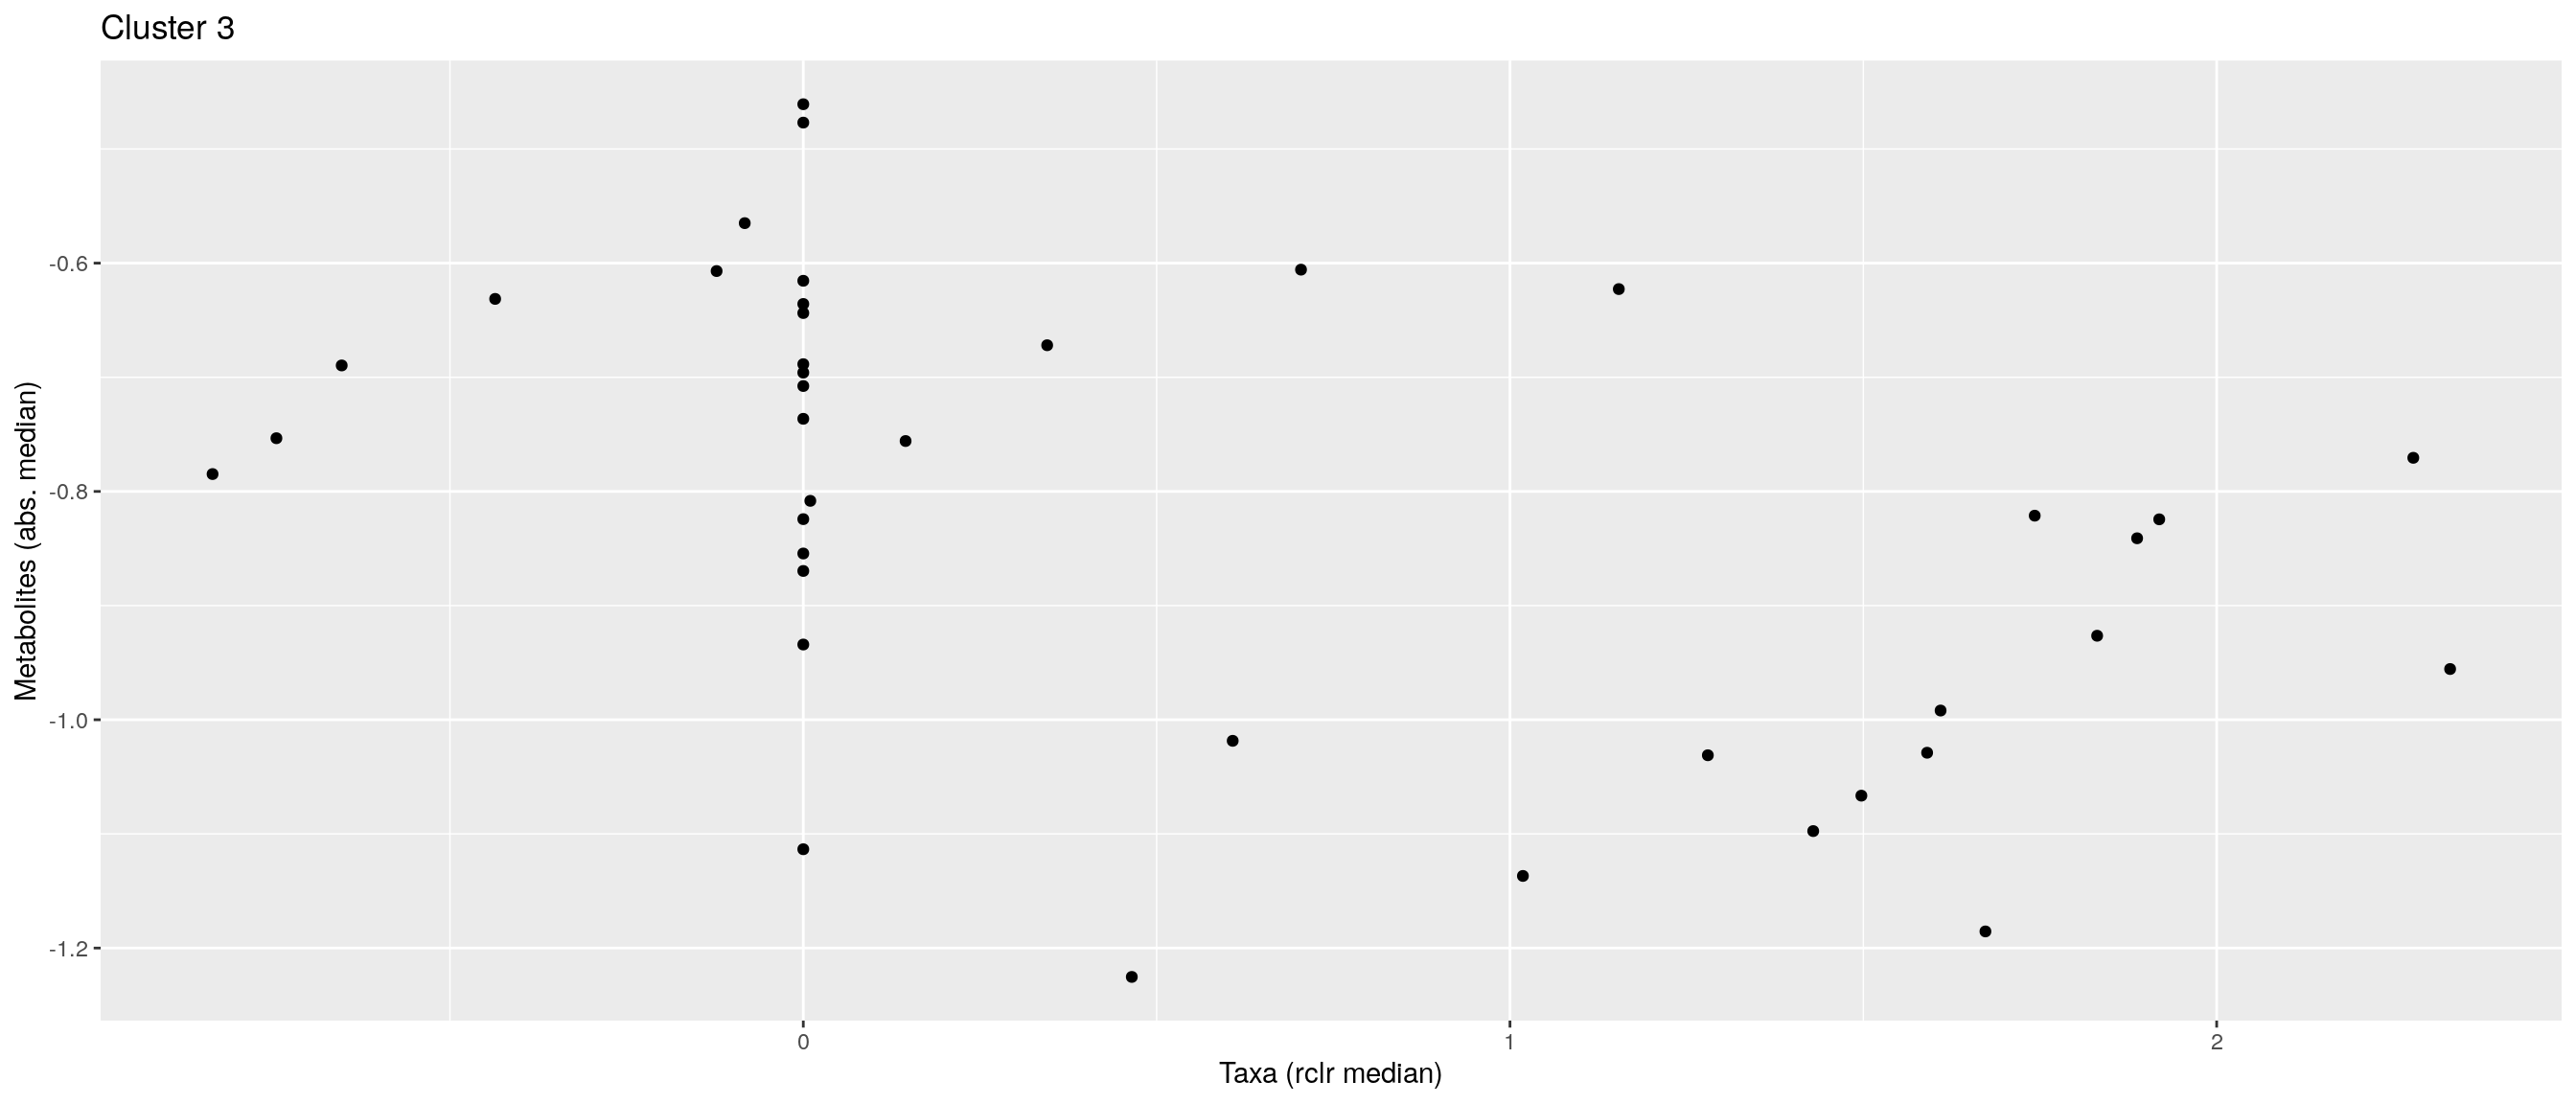 Cluster 3
Metabolites (abs. median)
-0.6
-0.8
-1.0
-1.2
0 1 2
Taxa (rclr median)